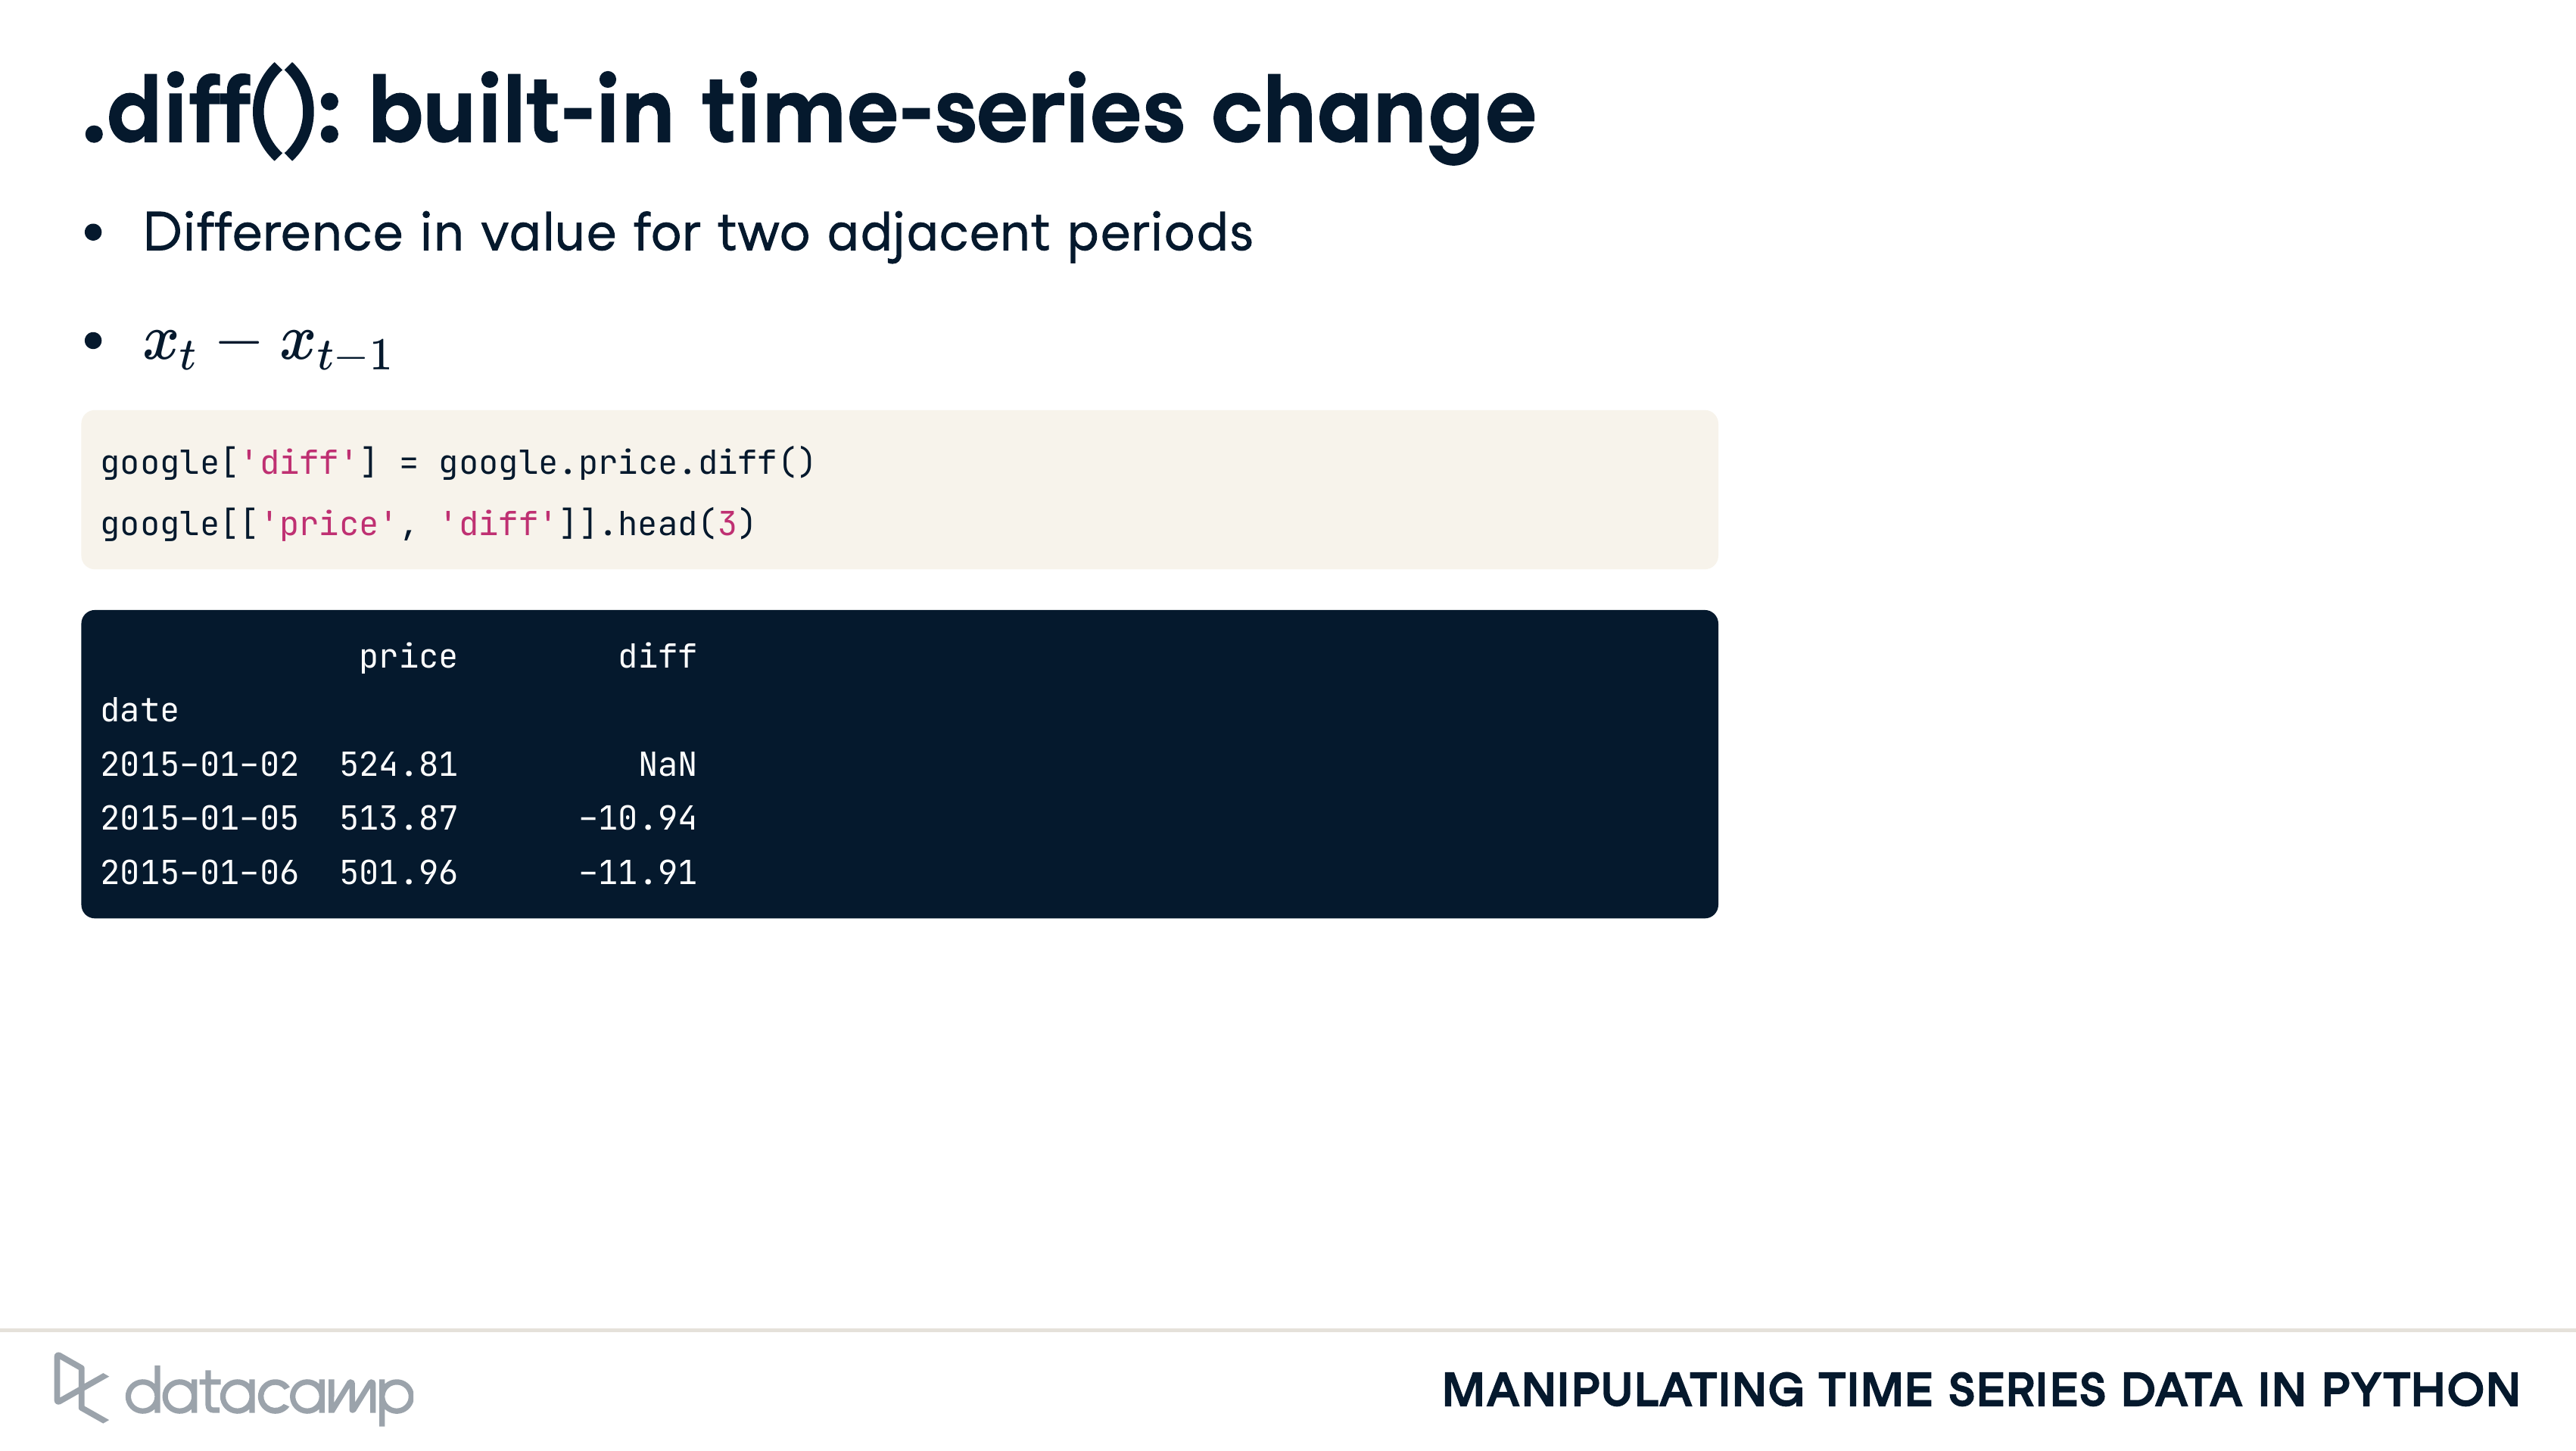 .diff(): built-in time-series change
• Difference in value for two adjacent periods
• xₜ − xₜ₋₁
google['diff'] = google.price.diff()
google[['price', 'diff']].head(3)
price diff
date
2015-01-02 524.81 NaN
2015-01-05 513.87 -10.94
2015-01-06 501.96 -11.91
datacamp
MANIPULATING TIME SERIES DATA IN PYTHON